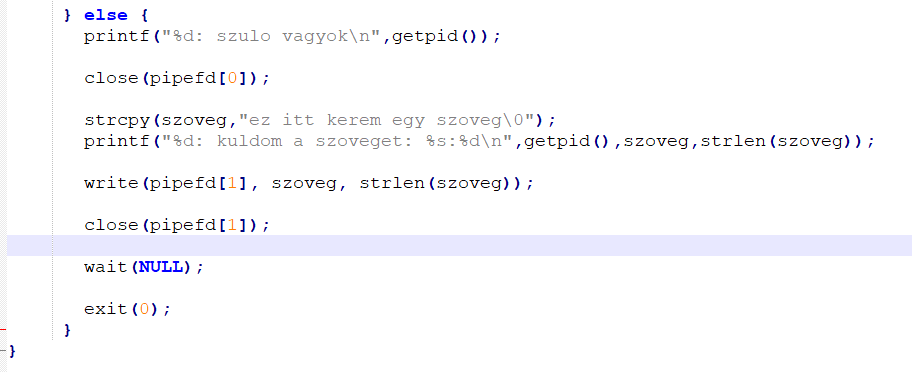 } else {
printf("%d: szulo vagyok\n",getpid());
close(pipefd[0]);
strcpy(szoveg,"ez itt kerem egy szoveg\0");
printf("%d: kuldom a szoveget: %s:%d\n",getpid(),szoveg,strlen(szoveg));
write(pipefd[1], szoveg, strlen(szoveg));
close(pipefd[1]);
wait(NULL);
exit(0);
}
}